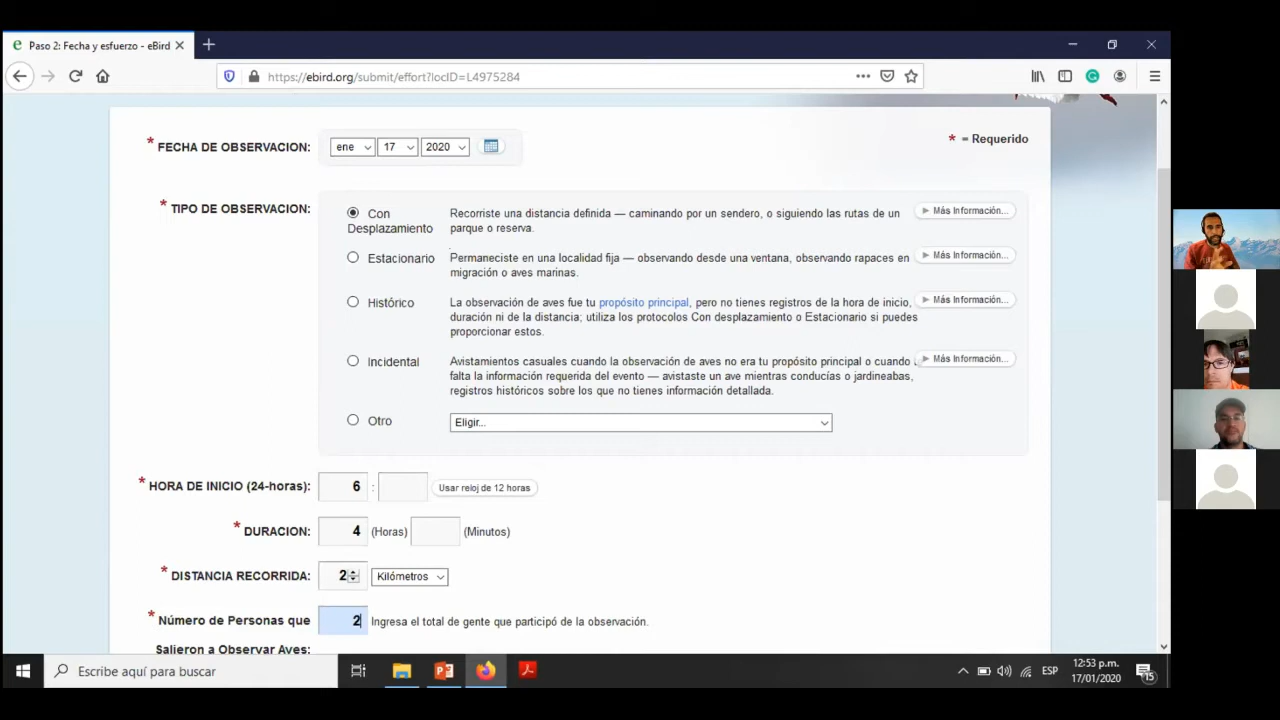 Paso 2: Fecha y esfuerzo - eBird
https://ebird.org/submit/effort?locID=L4975284
* FECHA DE OBSERVACION: ene 17 2020
* = Requerido
* TIPO DE OBSERVACION:
Con Desplazamiento
Recorriste una distancia definida — caminando por un sendero, o siguiendo las rutas de un
parque o reserva.
Más Información...
Estacionario
Permaneciste en una localidad fija — observando desde una ventana, observando rapaces en
migración o aves marinas.
Más Información...
Histórico
La observación de aves fue tu propósito principal, pero no tienes registros de la hora de inicio,
duración ni de la distancia; utiliza los protocolos Con desplazamiento o Estacionario si puedes
proporcionar estos.
Más Información...
Incidental
Avistamientos casuales cuando la observación de aves no era tu propósito principal o cuando
falta la información requerida del evento — avistaste un ave mientras conducías o jardineabas,
registros históricos sobre los que no tienes información detallada.
Más Información...
Otro
Eligir...
* HORA DE INICIO (24-horas): 6 : Usar reloj de 12 horas
* DURACION: 4 (Horas) (Minutos)
* DISTANCIA RECORRIDA: 2 Kilómetros
* Número de Personas que 2 Ingresa el total de gente que participó de la observación.
Salieron a Observar Aves:
Escribe aquí para buscar
ESP
12:53 p.m.
17/01/2020
15